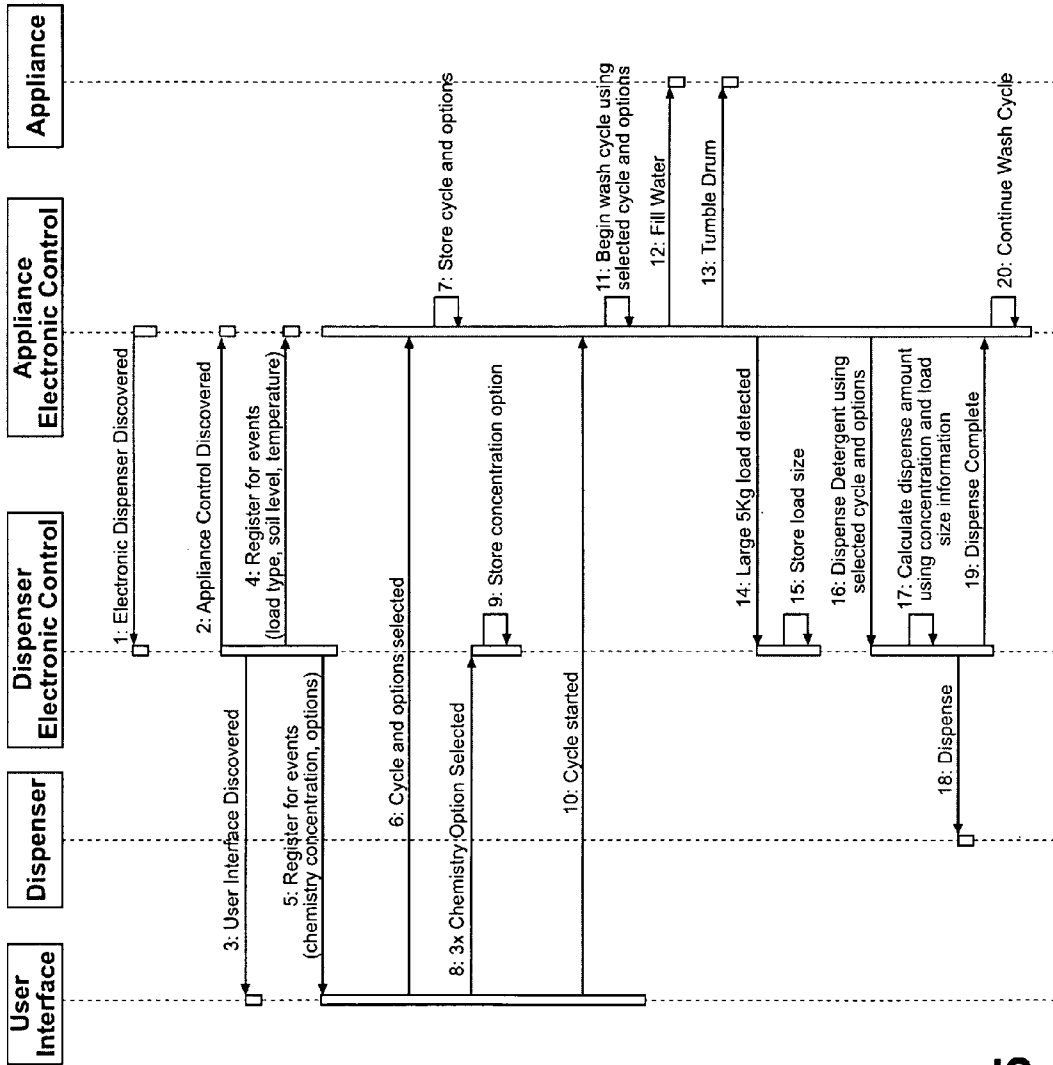 User
Interface
Dispenser
Dispenser
Electronic Control
Appliance
Electronic Control
Appliance
1: Electronic Dispenser Discovered
2: Appliance Control Discovered
3: User Interface Discovered
4: Register for events
(load type, soil level, temperature)
5: Register for events
(chemistry concentration, options)
6: Cycle and options selected
7: Store cycle and options
8: 3x Chemistry Option Selected
9: Store concentration option
10: Cycle started
11: Begin wash cycle using
selected cycle and options
12: Fill Water
13: Tumble Drum
14: Large 5Kg load detected
15: Store load size
16: Dispense Detergent using
selected cycle and options
17: Calculate dispense amount
using concentration and load
size information
18: Dispense
19: Dispense Complete
20: Continue Wash Cycle